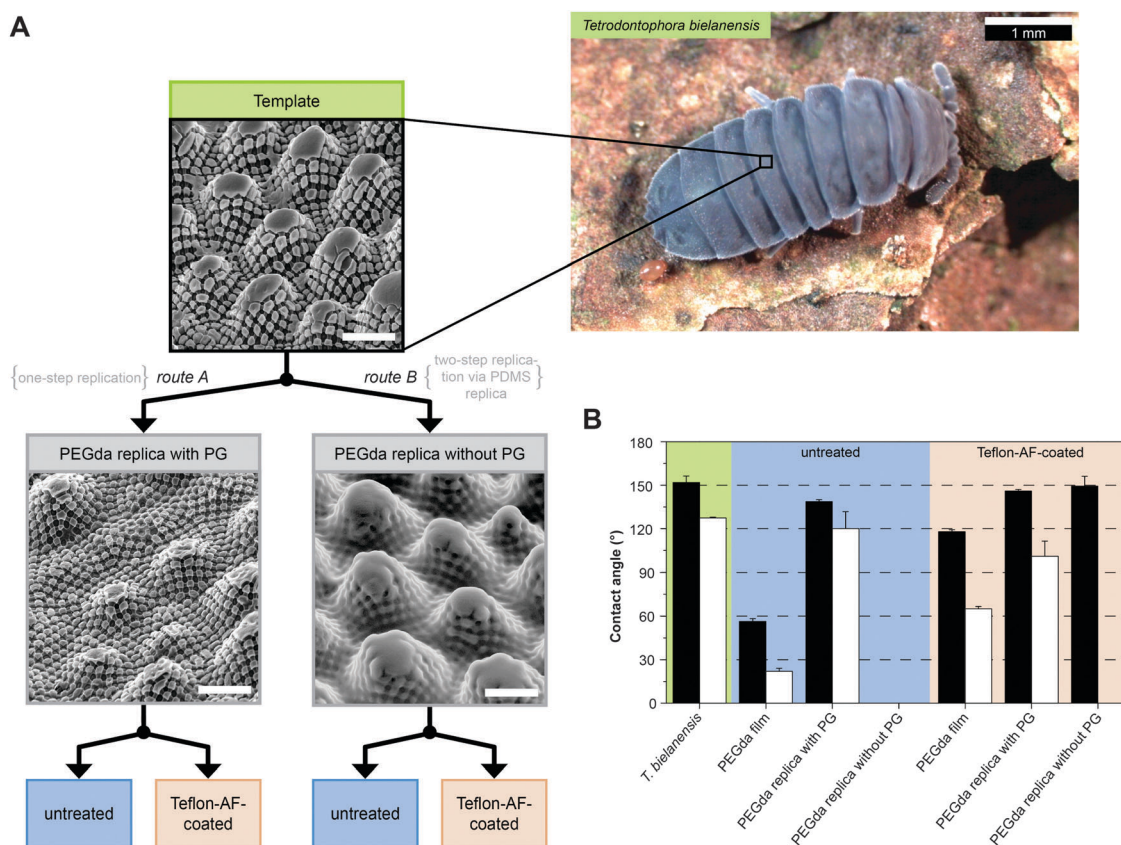 A
Tetrodontophora bielanensis
1 mm
Template
{one-step replication} route A
route B {two-step replica-
tion via PDMS
replica}
PEGda replica with PG
PEGda replica without PG
untreated
Teflon-AF-
coated
untreated
Teflon-AF-
coated
B
untreated
Teflon-AF-coated
Contact angle (°)
180
150
120
90
60
30
0
T. bielanensis
PEGda film
PEGda replica with PG
PEGda replica without PG
PEGda film
PEGda replica with PG
PEGda replica without PG